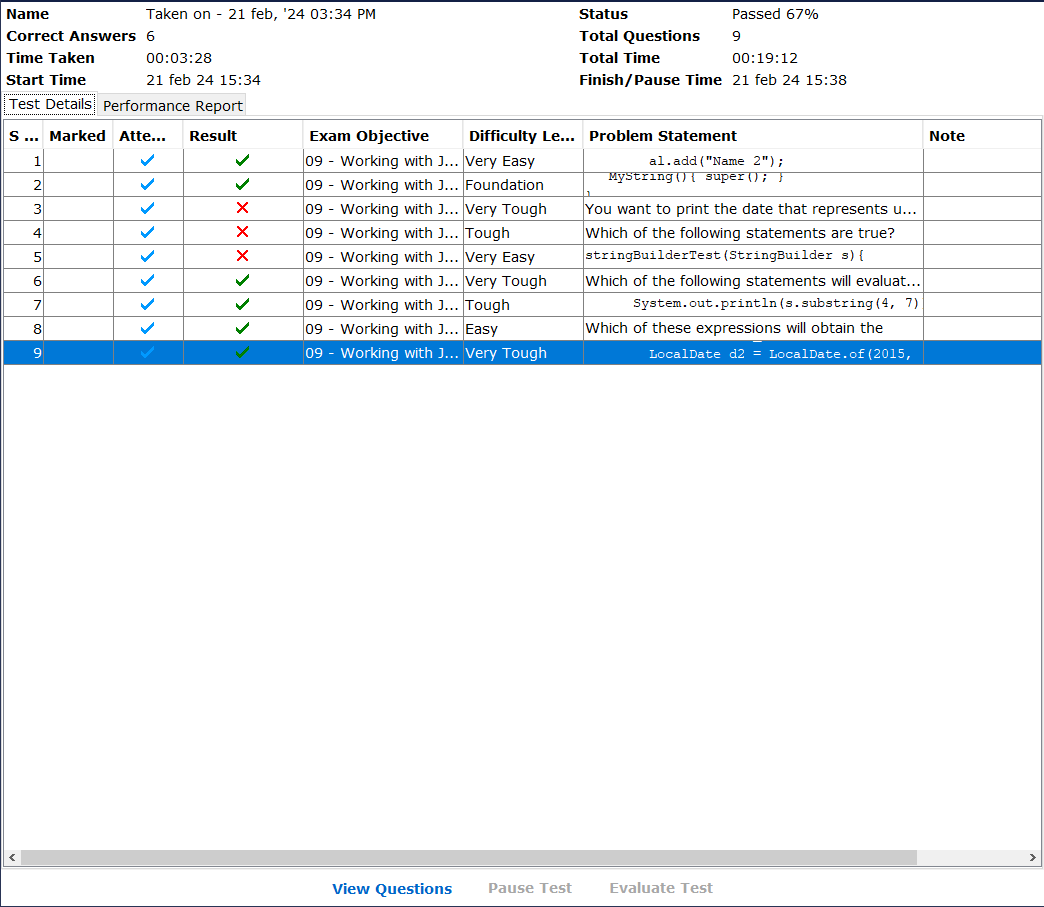 Name Taken on - 21 feb, '24 03:34 PM Status Passed 67%
Correct Answers 6 Total Questions 9
Time Taken 00:03:28 Total Time 00:19:12
Start Time 21 feb 24 15:34 Finish/Pause Time 21 feb 24 15:38
Test Details Performance Report
S ... Marked Atte... Result Exam Objective Difficulty Le... Problem Statement Note
1 09 - Working with J... Very Easy al.add("Name 2");
2 09 - Working with J... Foundation MyString(){ super(); }
3 09 - Working with J... Very Tough You want to print the date that represents u...
4 09 - Working with J... Tough Which of the following statements are true?
5 09 - Working with J... Very Easy stringBuilderTest(StringBuilder s){
6 09 - Working with J... Very Tough Which of the following statements will evaluat...
7 09 - Working with J... Tough System.out.println(s.substring(4, 7)
8 09 - Working with J... Easy Which of these expressions will obtain the
9 09 - Working with J... Very Tough LocalDate d2 = LocalDate.of(2015,
View Questions Pause Test Evaluate Test